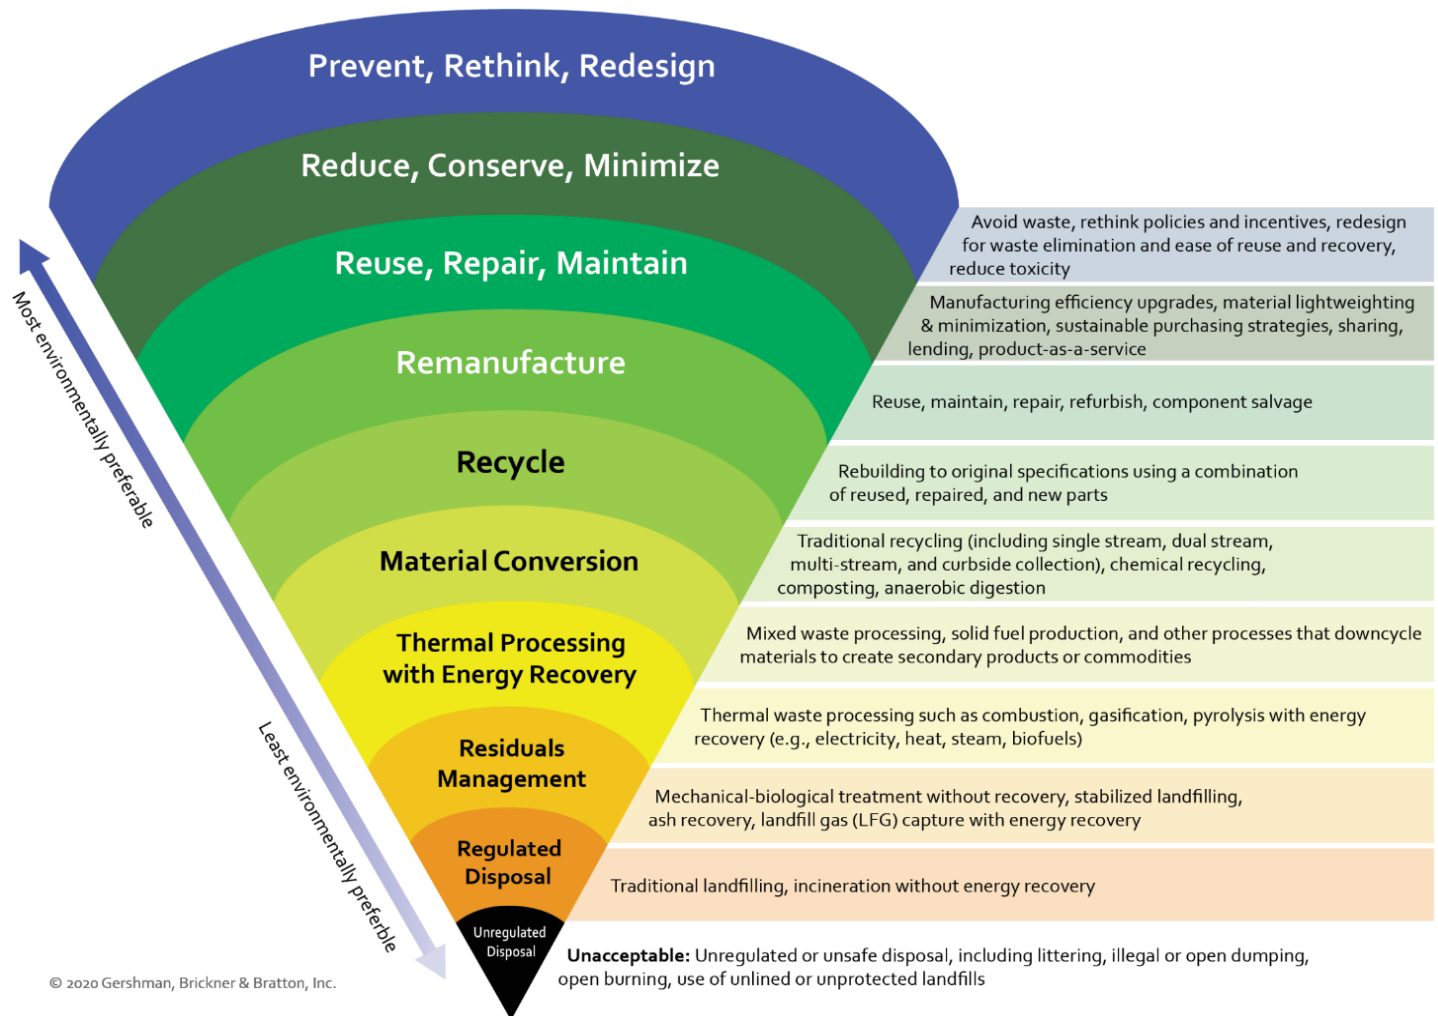 Prevent, Rethink, Redesign
Reduce, Conserve, Minimize
Reuse, Repair, Maintain
Remanufacture
Recycle
Material Conversion
Thermal Processing
with Energy Recovery
Residuals
Management
Regulated
Disposal
Unregulated
Disposal
Most environmentally preferable
Least environmentally preferble
Avoid waste, rethink policies and incentives, redesign
for waste elimination and ease of reuse and recovery,
reduce toxicity
Manufacturing efficiency upgrades, material lightweighting
& minimization, sustainable purchasing strategies, sharing,
lending, product-as-a-service
Reuse, maintain, repair, refurbish, component salvage
Rebuilding to original specifications using a combination
of reused, repaired, and new parts
Traditional recycling (including single stream, dual stream,
multi-stream, and curbside collection), chemical recycling,
composting, anaerobic digestion
Mixed waste processing, solid fuel production, and other processes that downcycle
materials to create secondary products or commodities
Thermal waste processing such as combustion, gasification, pyrolysis with energy
recovery (e.g., electricity, heat, steam, biofuels)
Mechanical-biological treatment without recovery, stabilized landfilling,
ash recovery, landfill gas (LFG) capture with energy recovery
Traditional landfilling, incineration without energy recovery
Unacceptable: Unregulated or unsafe disposal, including littering, illegal or open dumping,
open burning, use of unlined or unprotected landfills
© 2020 Gershman, Brickner & Bratton, Inc.